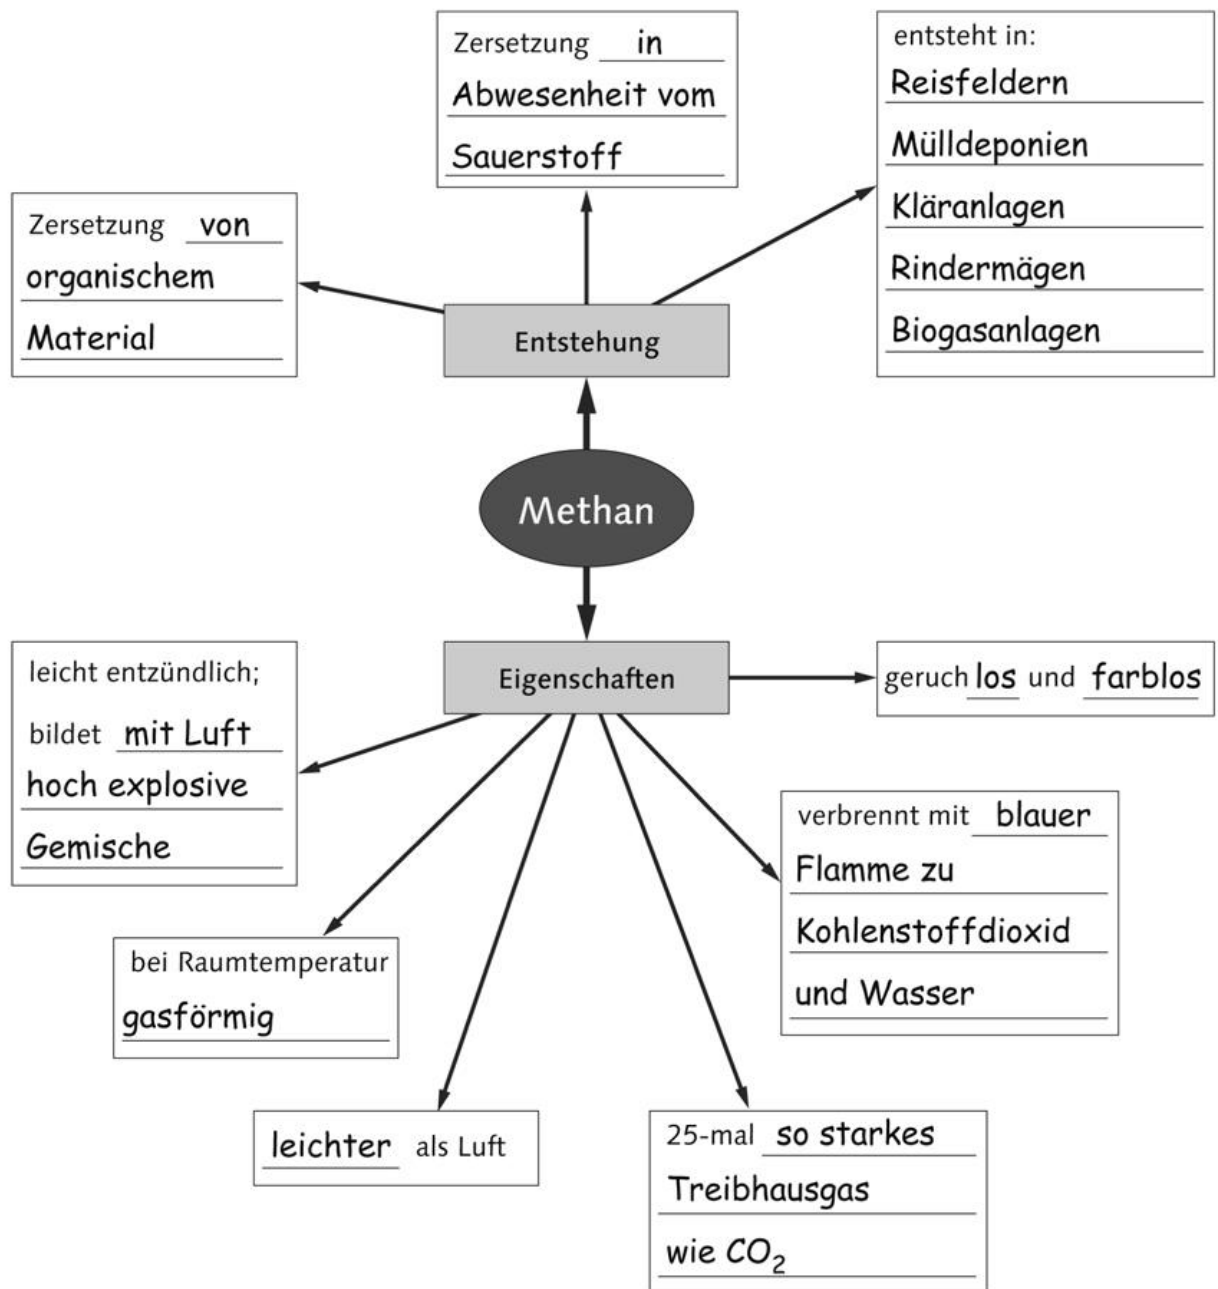 Zersetzung in
Abwesenheit vom
Sauerstoff
entsteht in:
Reisfeldern
Mülldeponien
Kläranlagen
Rindermägen
Biogasanlagen
Zersetzung von
organischem
Material
Entstehung
Methan
Eigenschaften
leicht entzündlich;
bildet mit Luft
hoch explosive
Gemische
geruchlos und farblos
verbrennt mit blauer
Flamme zu
Kohlenstoffdioxid
und Wasser
bei Raumtemperatur
gasförmig
leichter als Luft
25-mal so starkes
Treibhausgas
wie CO₂